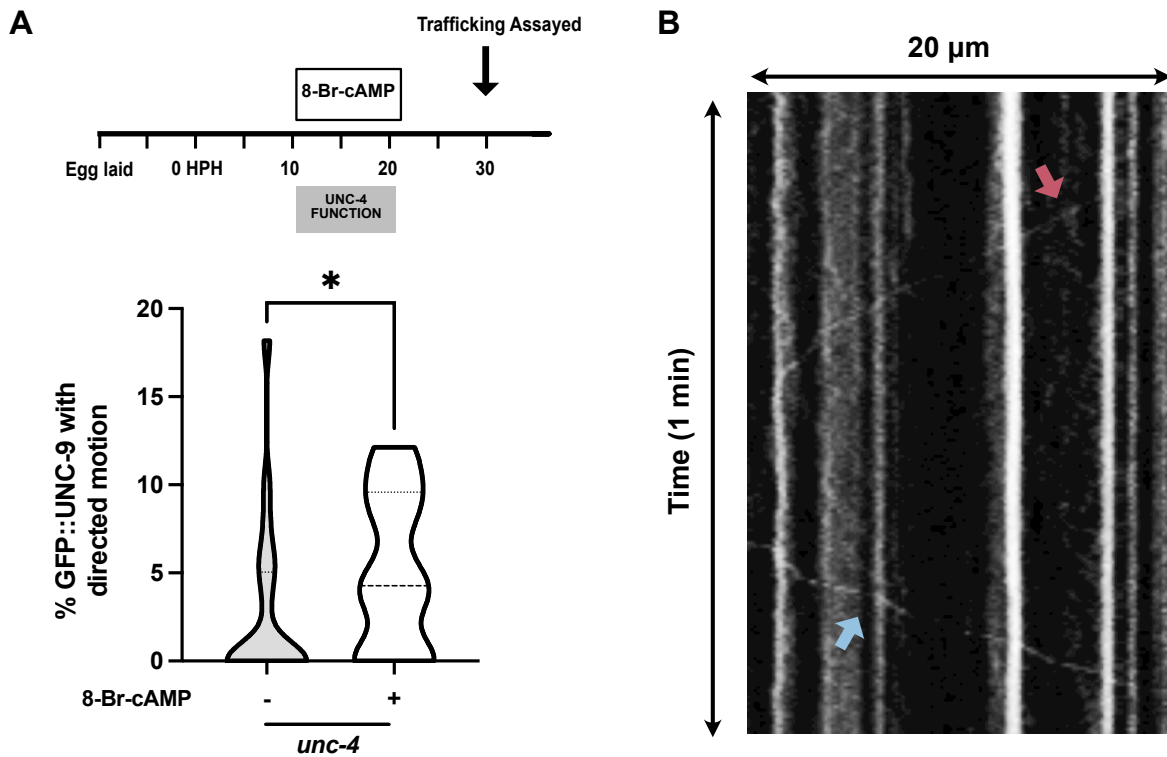 A
Trafficking Assayed
8-Br-cAMP
Egg laid 0 HPH 10 20 30
UNC-4
FUNCTION
*
% GFP::UNC-9 with
directed motion
20
15
10
5
0
8-Br-cAMP - +
unc-4
B
20 µm
Time (1 min)